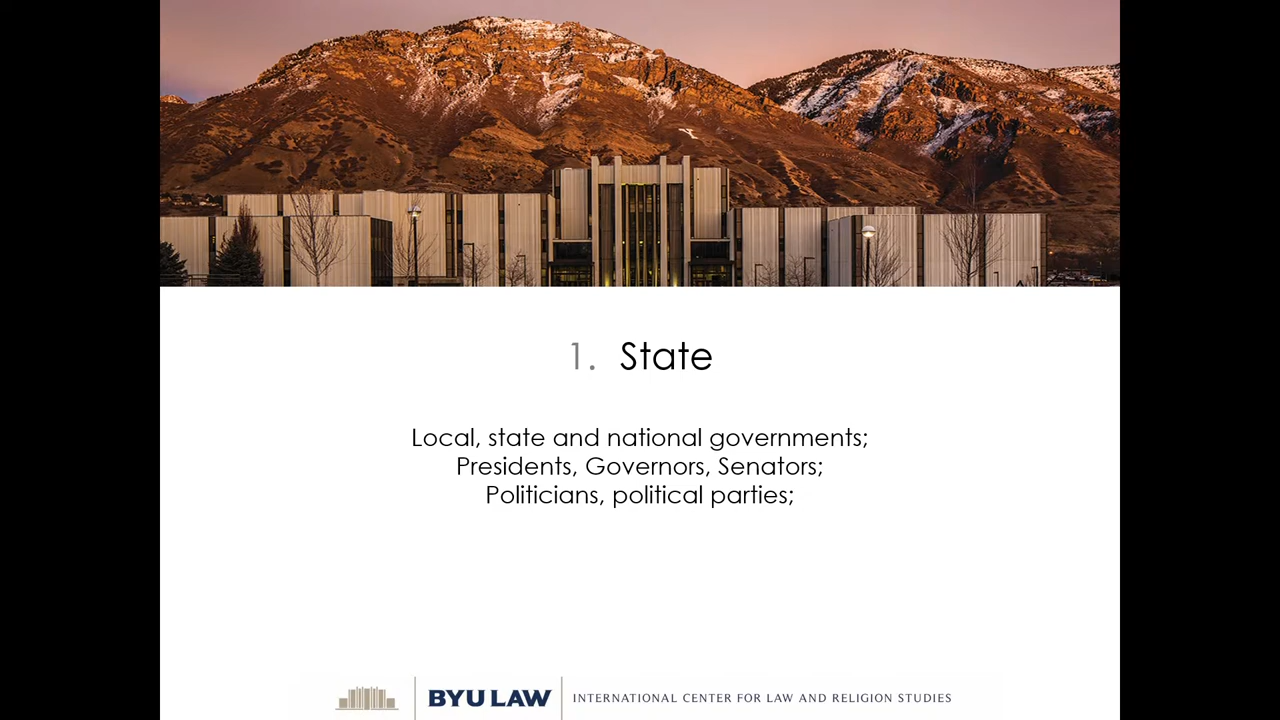 Y
1. State
Local, state and national governments;
Presidents, Governors, Senators;
Politicians, political parties;
BYU LAW
INTERNATIONAL CENTER FOR LAW AND RELIGION STUDIES